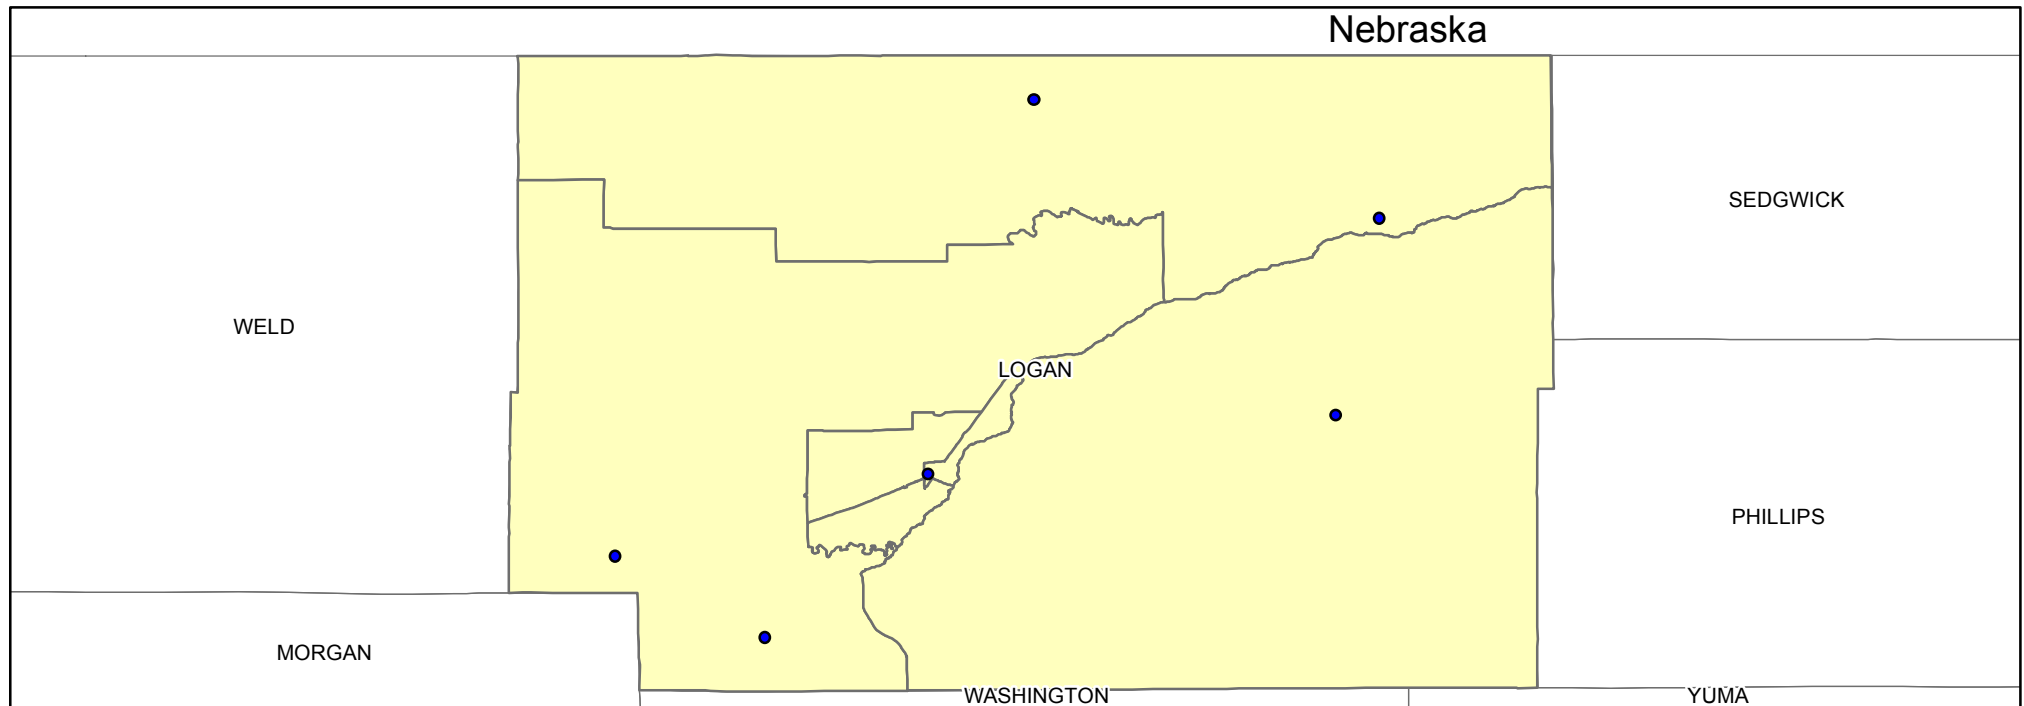 Nebraska
SEDGWICK
WELD
LOGAN
PHILLIPS
MORGAN
WASHINGTON
YUMA